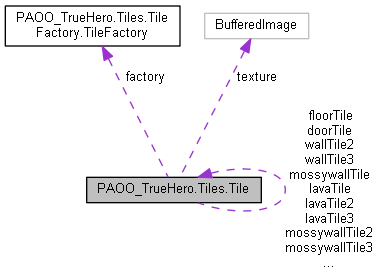 PAOO_TrueHero.Tiles.Tile
Factory.TileFactory
BufferedImage
factory
texture
PAOO_TrueHero.Tiles.Tile
floorTile
doorTile
wallTile2
wallTile3
mossywallTile
lavaTile
lavaTile2
lavaTile3
mossywallTile2
mossywallTile3
...